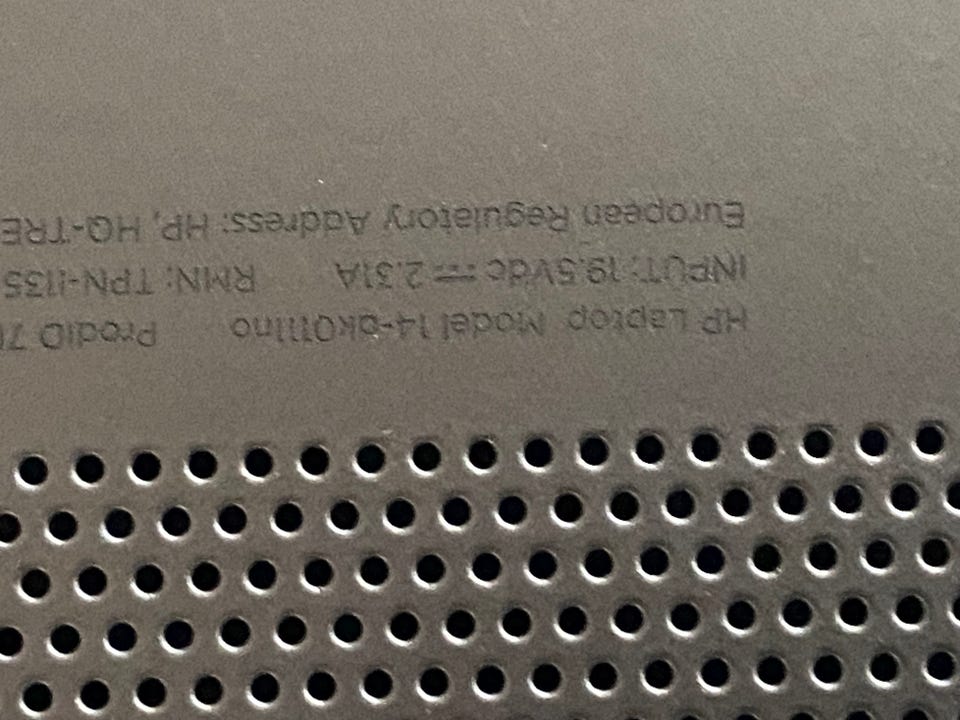 HP Laptop Model 14-dk0111no ProdID
INPUT: 19.5Vdc ⎓ 2.31A RMN: TPN-I135
European Regulatory Address: HP, HQ-TRE